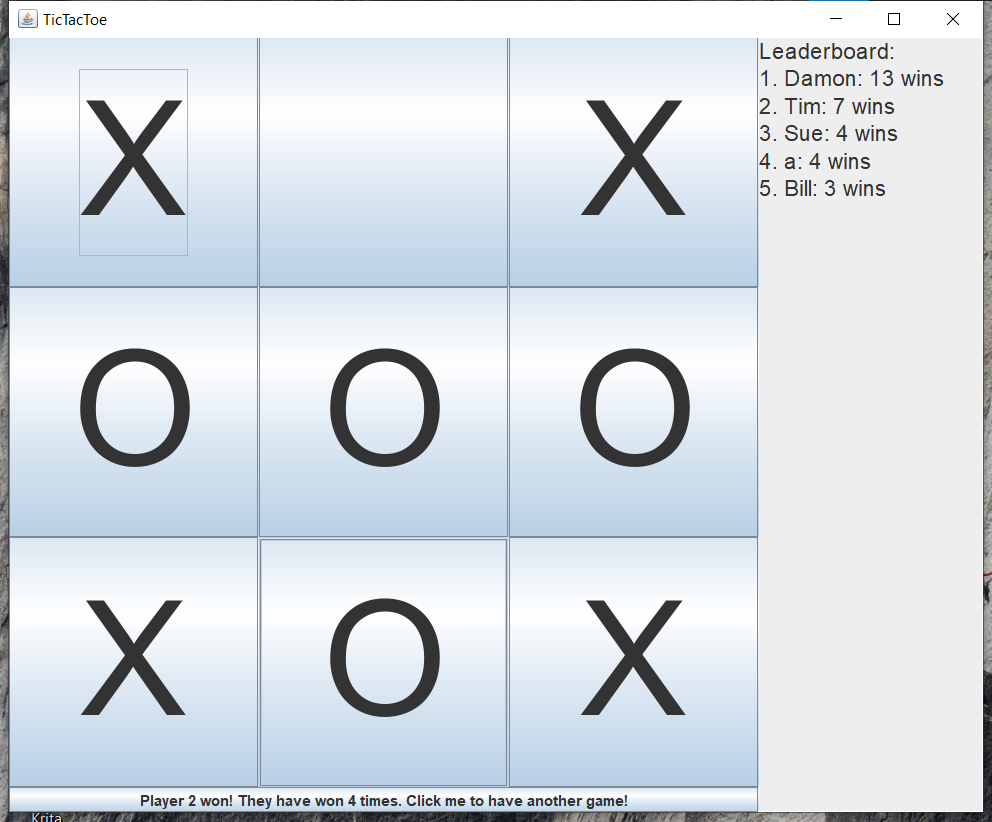 TicTacToe
X X
O O O
X O X
Leaderboard:
1. Damon: 13 wins
2. Tim: 7 wins
3. Sue: 4 wins
4. a: 4 wins
5. Bill: 3 wins
Player 2 won! They have won 4 times. Click me to have another game!
Krita